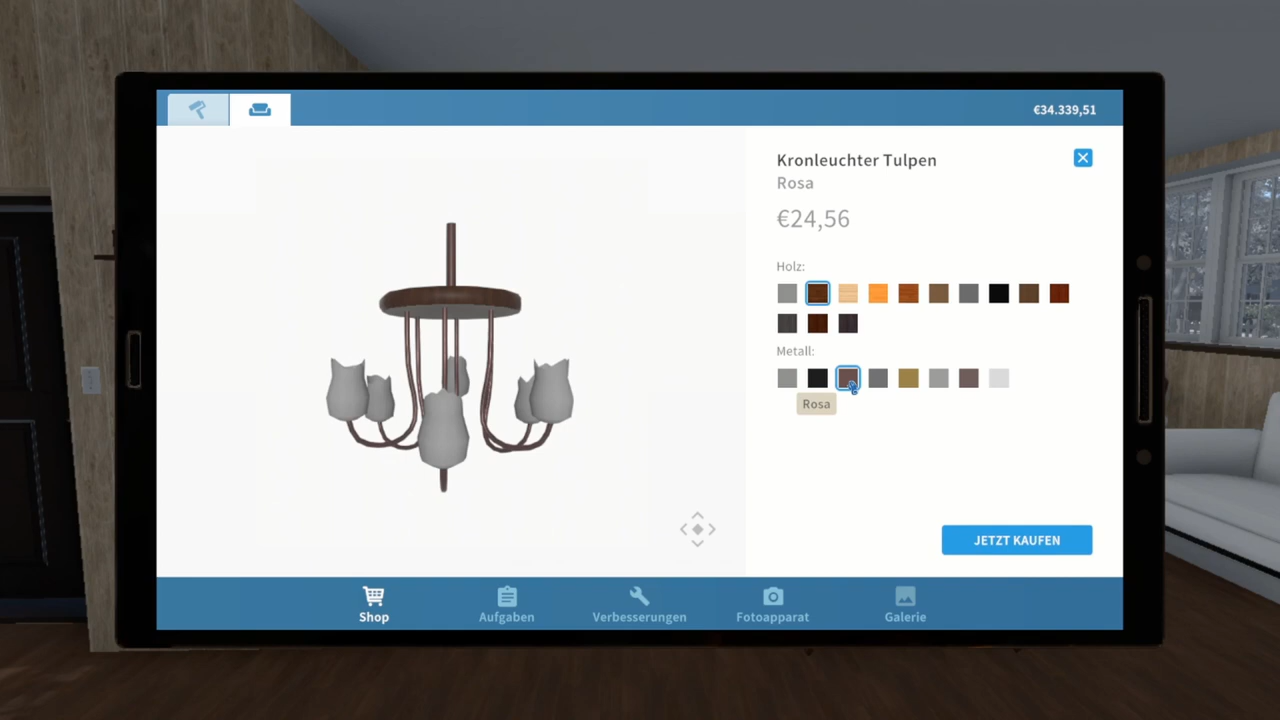 €34.339,51
Kronleuchter Tulpen
Rosa
€24,56
Holz:
Metall:
Rosa
JETZT KAUFEN
Shop
Aufgaben
Verbesserungen
Fotoapparat
Galerie